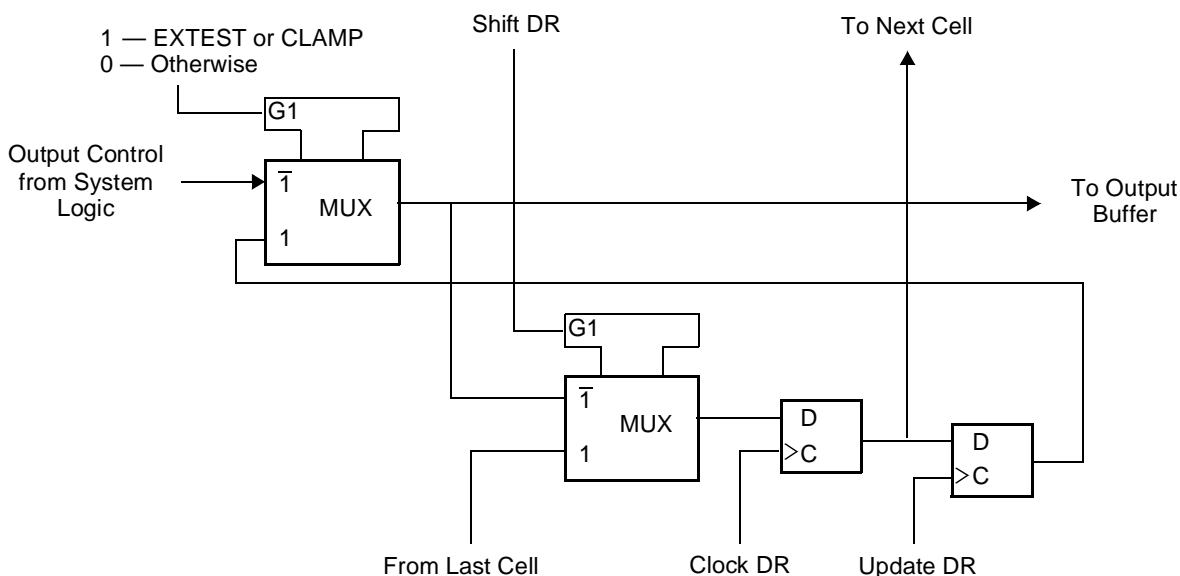 1 — EXTEST or CLAMP
0 — Otherwise
Shift DR
To Next Cell
G1
Output Control
from System
Logic
1̅
MUX
1
To Output
Buffer
G1
1̅
MUX
1
D
C
D
C
From Last Cell
Clock DR
Update DR